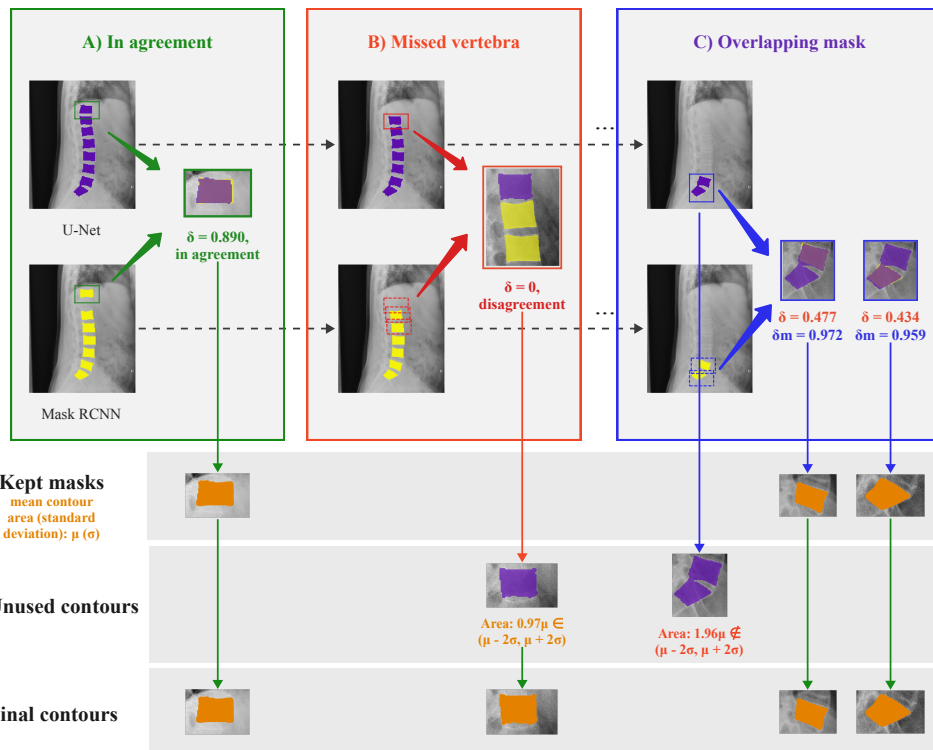 A) In agreement
B) Missed vertebra
C) Overlapping mask
U-Net
δ = 0.890,
in agreement
Mask RCNN
δ = 0,
disagreement
...
...
δ = 0.477
δm = 0.972
δ = 0.434
δm = 0.959
Kept masks
mean contour
area (standard
deviation): μ (σ)
Unused contours
Area: 0.97μ ∈
(μ - 2σ, μ + 2σ)
Area: 1.96μ ∉
(μ - 2σ, μ + 2σ)
inal contours